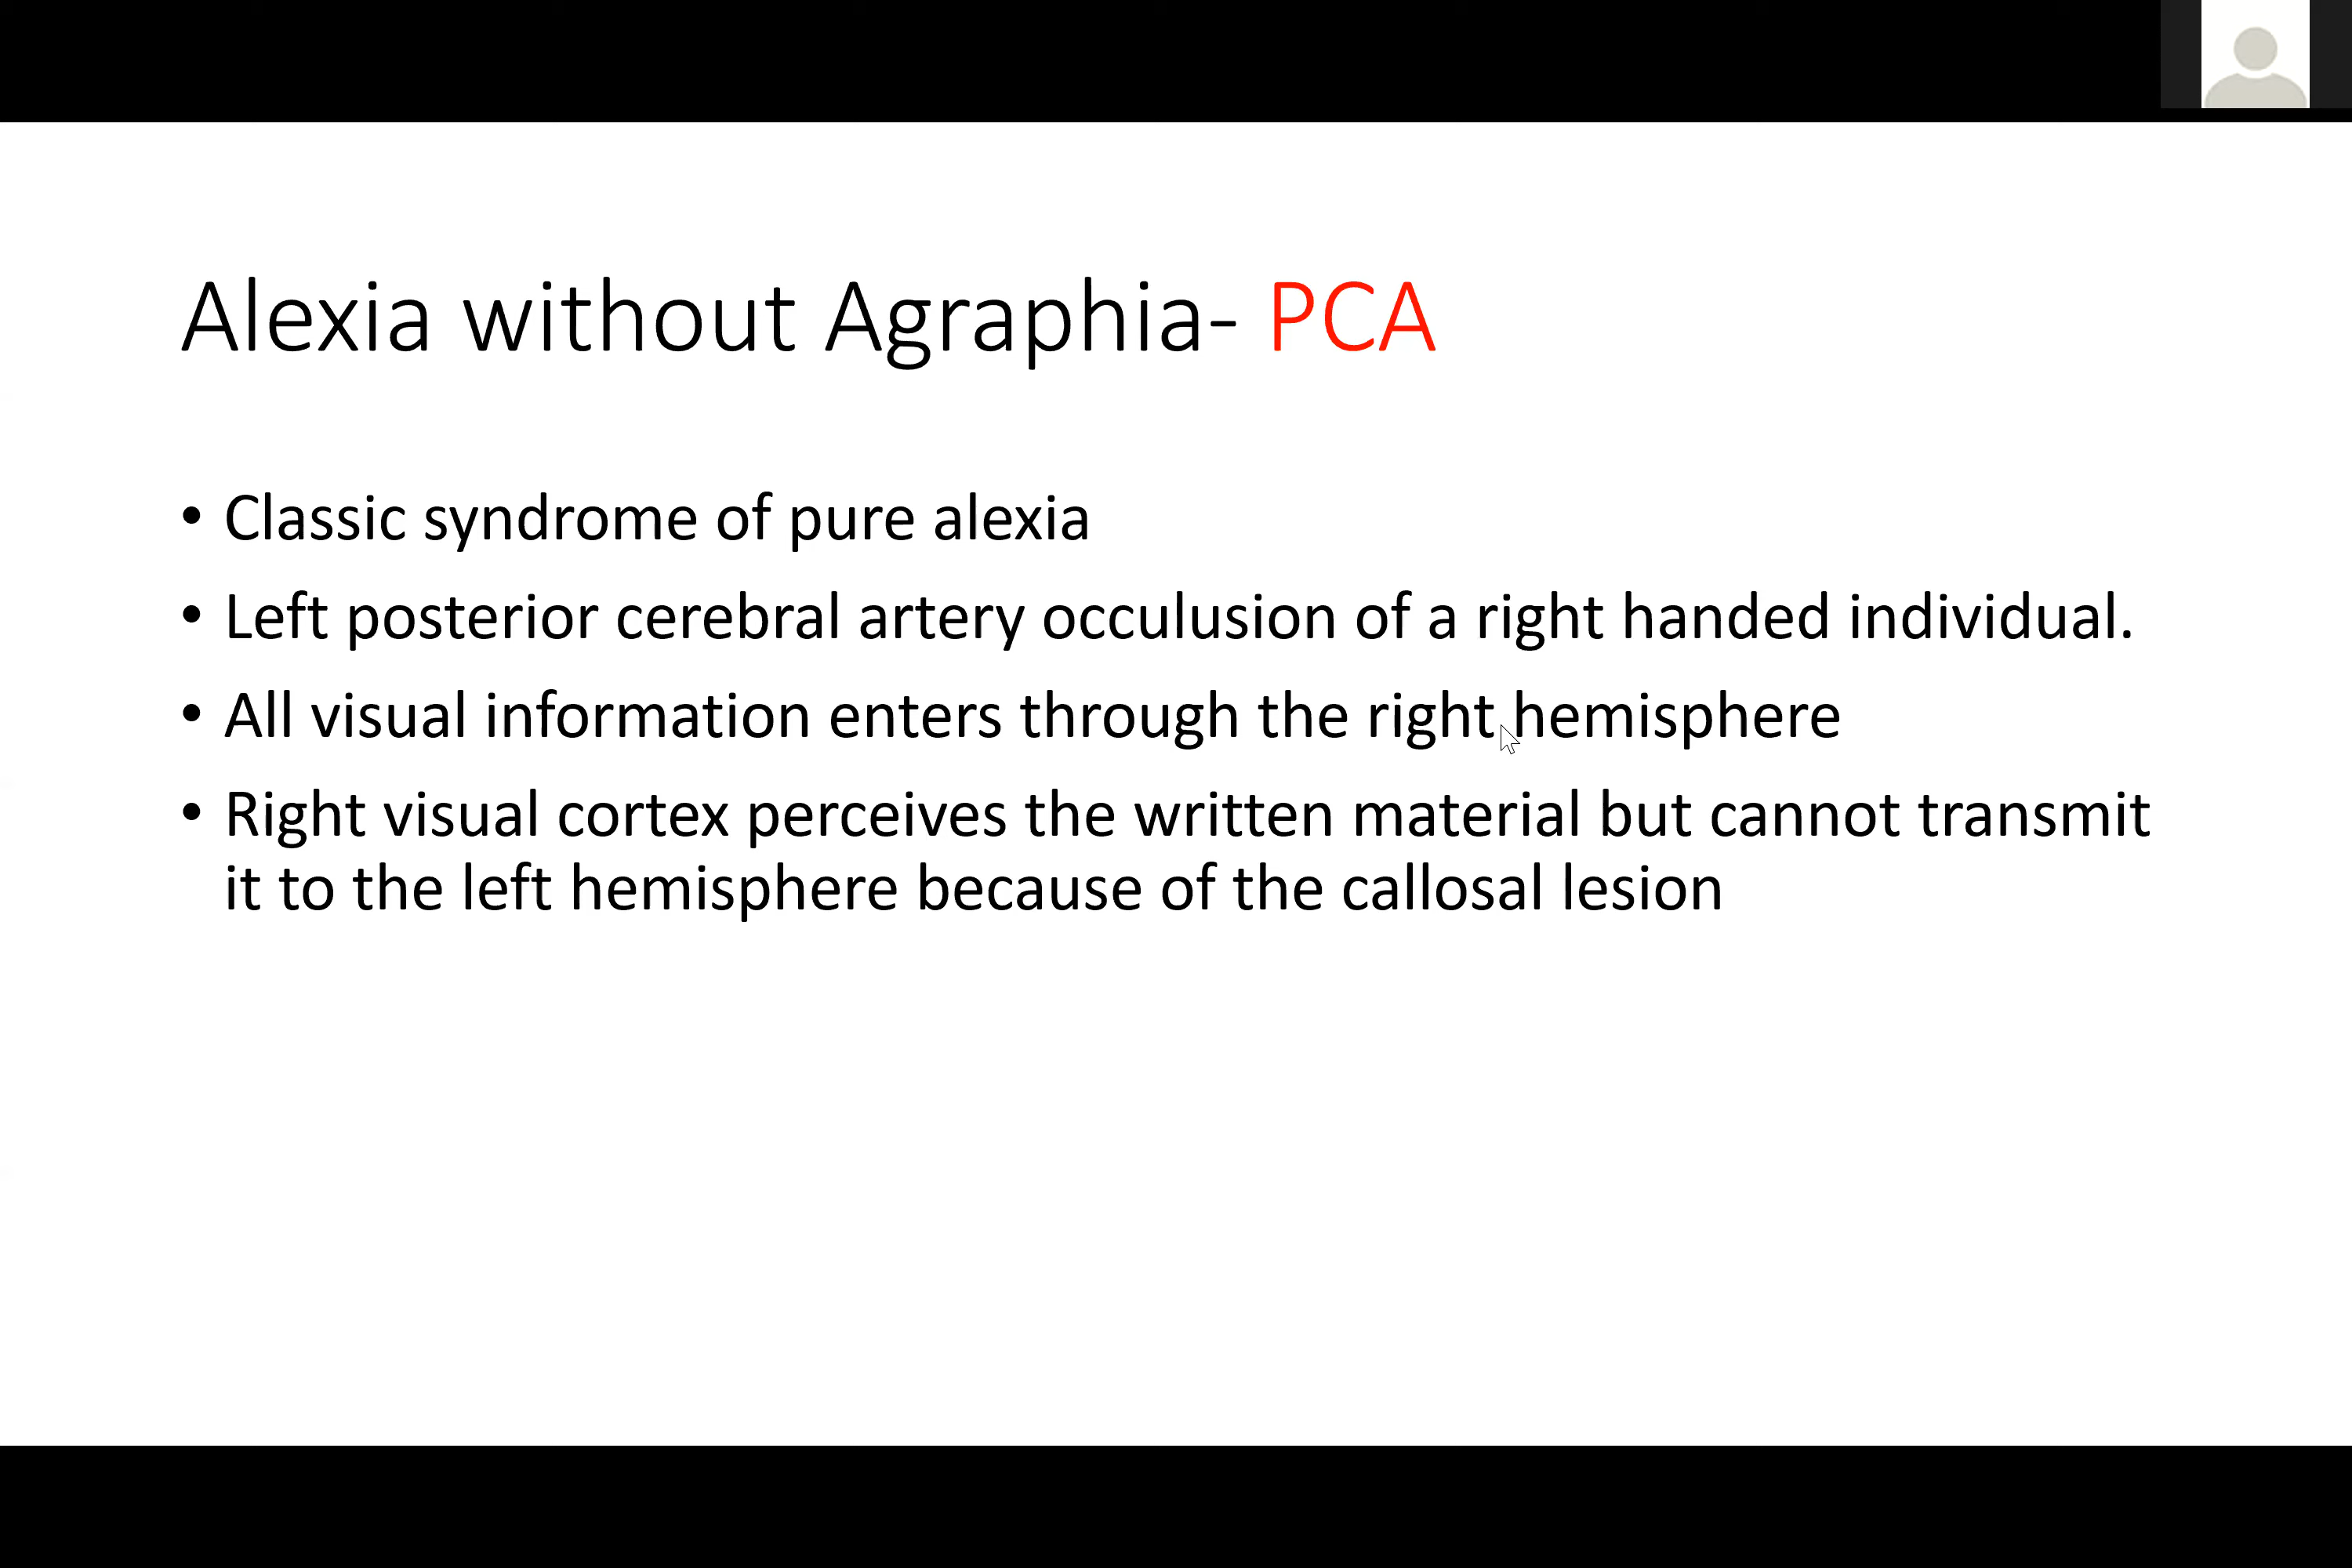 Alexia without Agraphia- PCA
• Classic syndrome of pure alexia
• Left posterior cerebral artery occulusion of a right handed individual.
• All visual information enters through the right hemisphere
• Right visual cortex perceives the written material but cannot transmit
it to the left hemisphere because of the callosal lesion